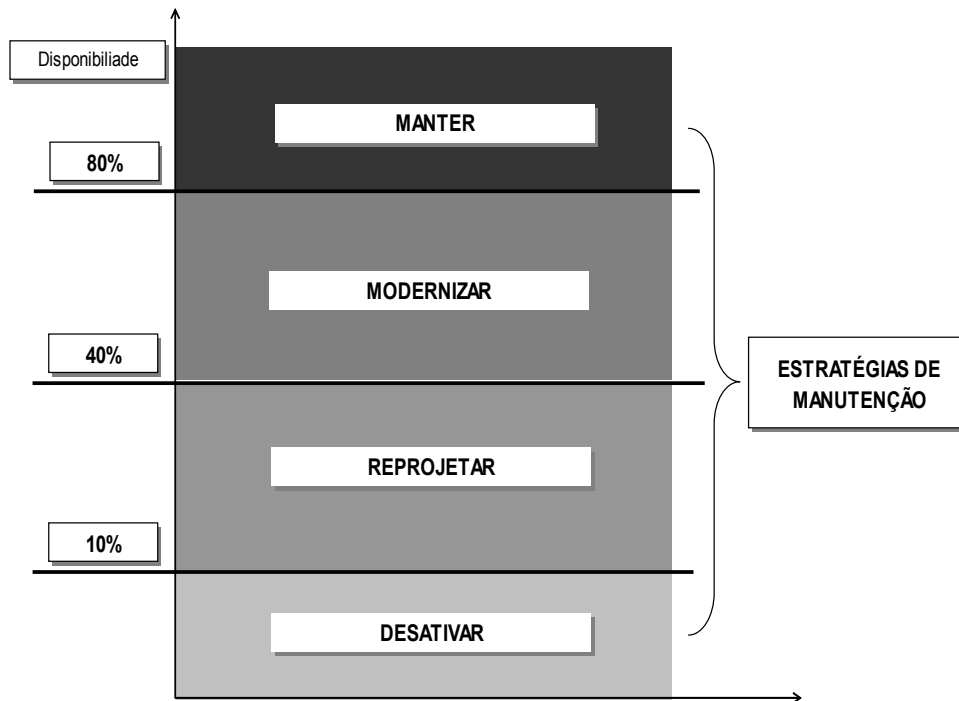 Disponibiliade
MANTER
80%
MODERNIZAR
40%
ESTRATÉGIAS DE
MANUTENÇÃO
REPROJETAR
10%
DESATIVAR